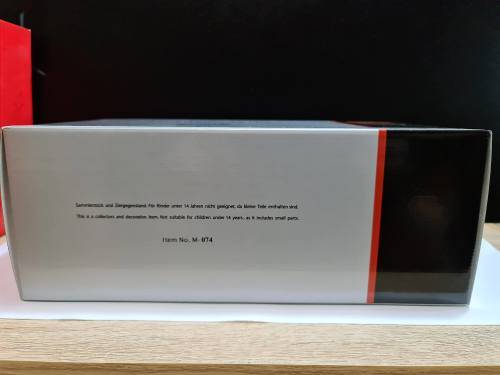 Sammlerstück und Ziergegenstand. Für Kinder unter 14 Jahren nicht geeignet, da kleine Teile enthalten sind.
This is a collectors and decoration item. Not suitable for children under 14 years, as it includes small parts.
Item No. M-074